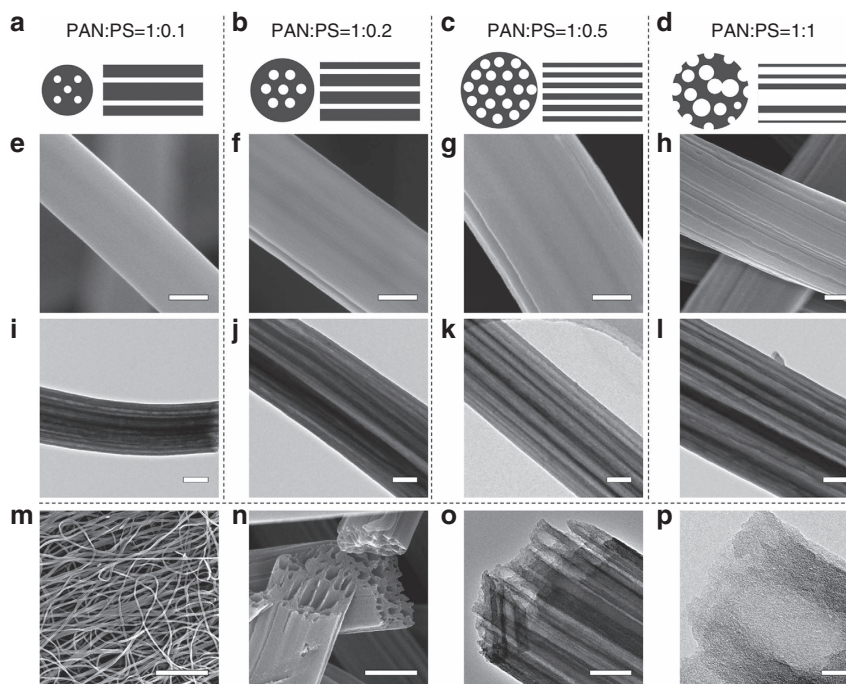 a PAN:PS=1:0.1
b PAN:PS=1:0.2
c PAN:PS=1:0.5
d PAN:PS=1:1
e
f
g
h
i
j
k
l
m
n
o
p